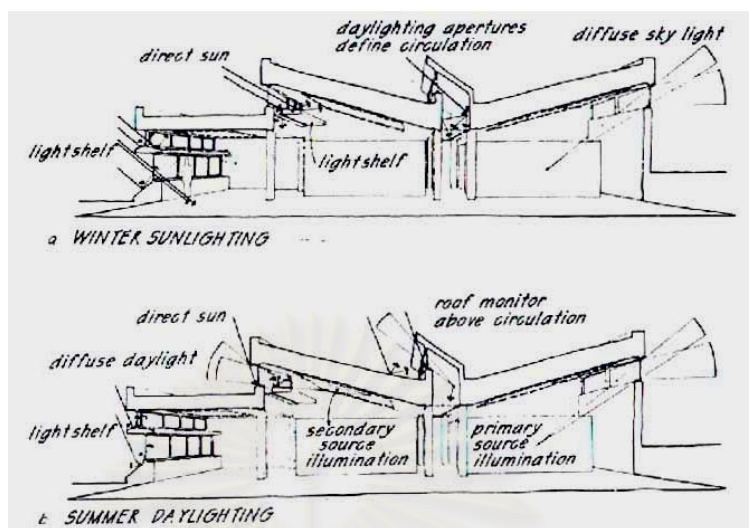 daylighting apertures
define circulation
diffuse sky light
direct sun
lightshelf
lightshelf
a WINTER SUNLIGHTING
roof monitor
above circulation
direct sun
diffuse daylight
lightshelf
secondary
source
illumination
primary
source
illumination
b SUMMER DAYLIGHTING